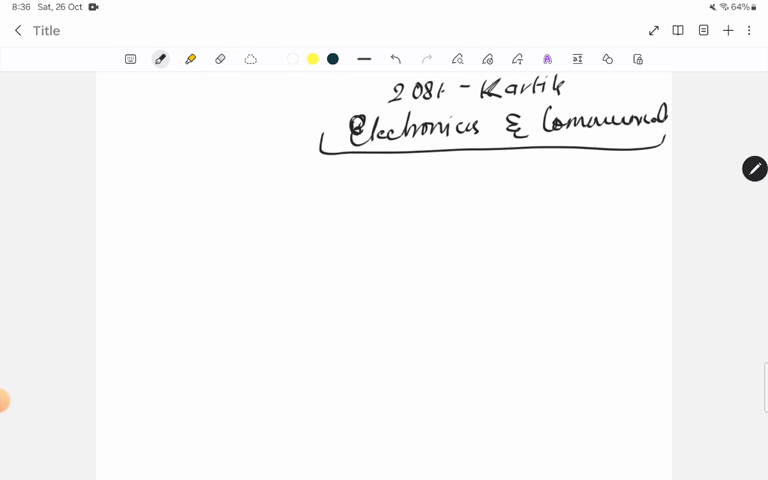 8:36 Sat, 26 Oct 64%
Title
2081 - Kartik
Electronics &